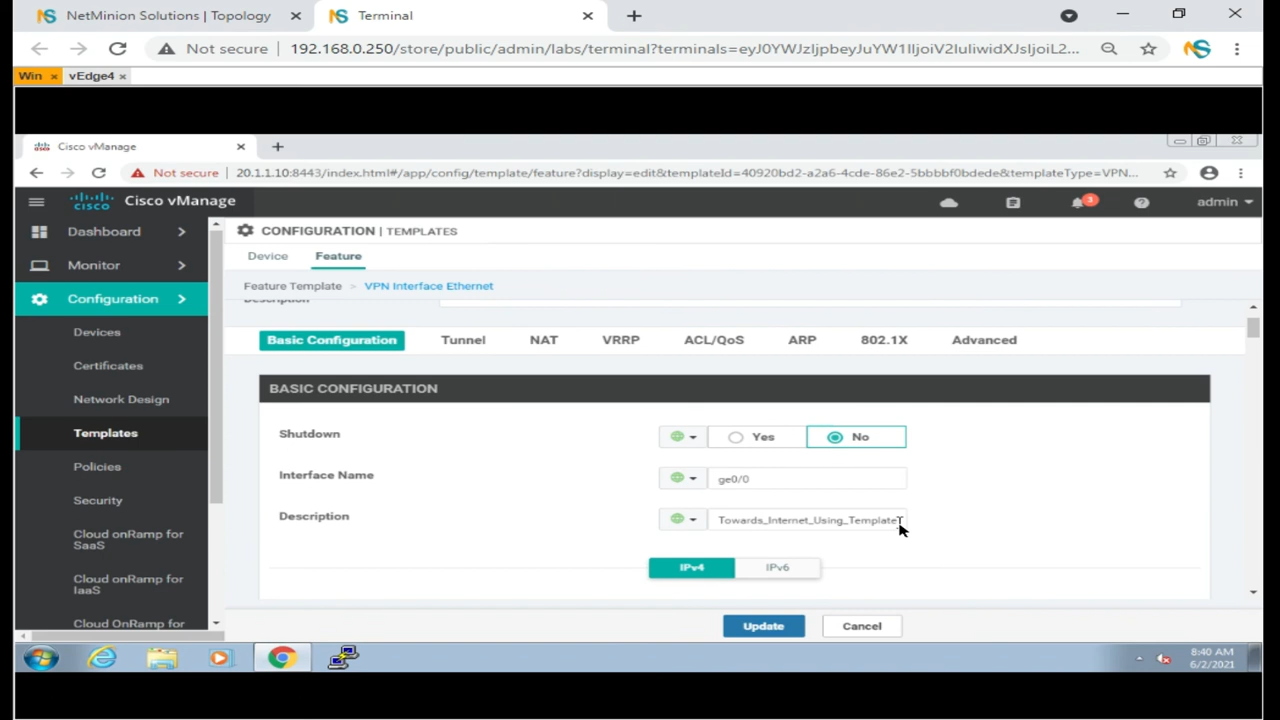 NetMinion Solutions | Topology
Terminal
Not secure | 192.168.0.250/store/public/admin/labs/terminal?terminals=eyJ0YWJzIjpbeyJuYW1lIjoiV2luIiwidXJsIjoiL2...
Win × vEdge4 ×
Cisco vManage
Not secure | 20.1.1.10:8443/index.html#/app/config/template/feature?display=edit&templateId=40920bd2-a2a6-4cde-86e2-5bbbbf0bdede&templateType=VPN...
CISCO Cisco vManage
3
admin
Dashboard
Monitor
Configuration
Devices
Certificates
Network Design
Templates
Policies
Security
Cloud onRamp for
SaaS
Cloud onRamp for
IaaS
Cloud OnRamp for
CONFIGURATION | TEMPLATES
Device Feature
Feature Template > VPN Interface Ethernet
Description
Basic Configuration Tunnel NAT VRRP ACL/QoS ARP 802.1X Advanced
BASIC CONFIGURATION
Shutdown Yes No
Interface Name ge0/0
Description Towards_Internet_Using_Template
IPv4 IPv6
Update Cancel
8:40 AM
6/2/2021